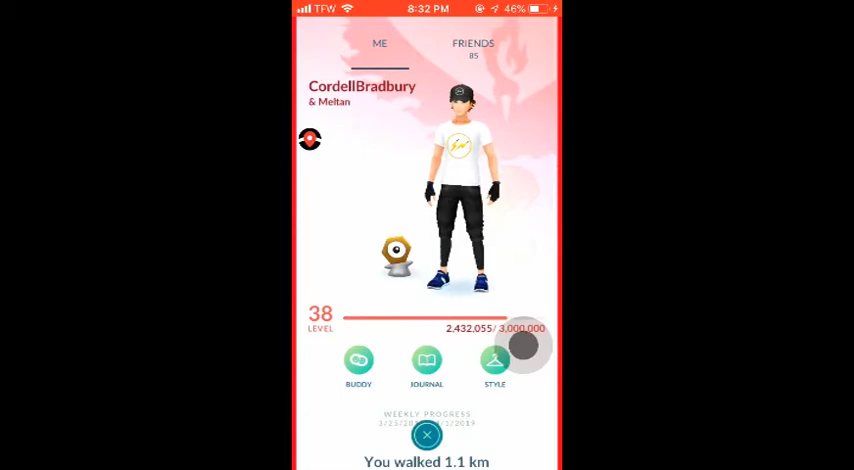 TFW 8:32 PM 46%
ME FRIENDS
85
CordellBradbury
& Meltan
38
LEVEL
2,432,055/ 3,000,000
BUDDY JOURNAL STYLE
WEEKLY PROGRESS
You walked 1.1 km